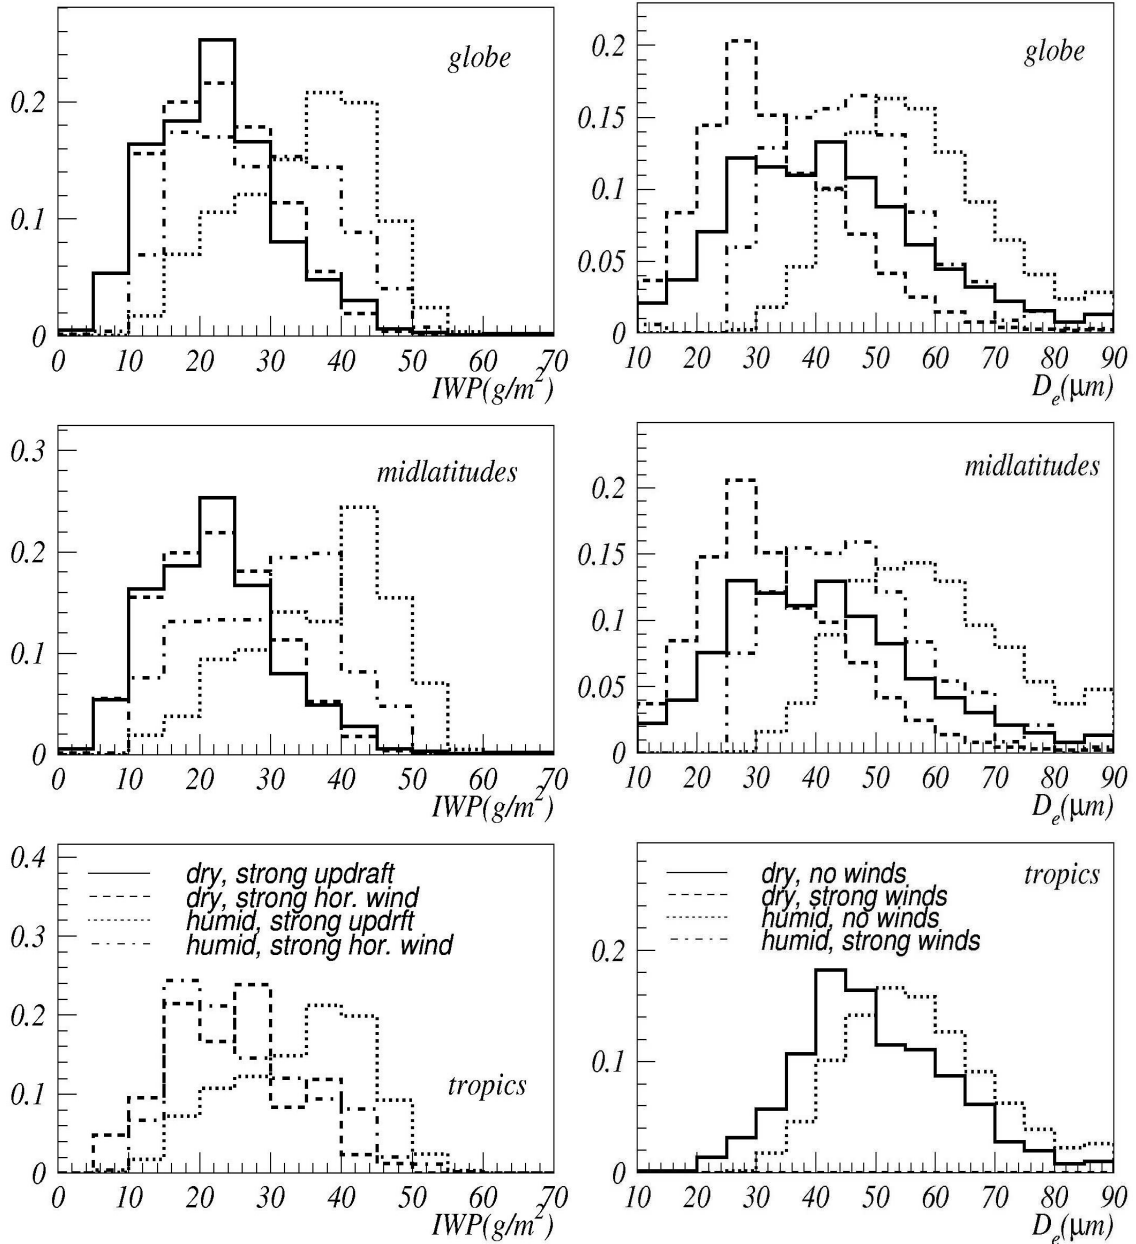 globe
0.2
0.1
0
0 10 20 30 40 50 60 70
IWP(g/m²)
globe
0.2
0.15
0.1
0.05
0
10 20 30 40 50 60 70 80 90
Dₑ(μm)
midlatitudes
0.3
0.2
0.1
0
0 10 20 30 40 50 60 70
IWP(g/m²)
midlatitudes
0.2
0.15
0.1
0.05
0
10 20 30 40 50 60 70 80 90
Dₑ(μm)
0.4
0.3
0.2
0.1
0
dry, strong updraft
dry, strong hor. wind
humid, strong updrft
humid, strong hor. wind
tropics
0 10 20 30 40 50 60 70
IWP(g/m²)
0.2
0.1
0
dry, no winds
dry, strong winds
humid, no winds
humid, strong winds
tropics
10 20 30 40 50 60 70 80 90
Dₑ(μm)